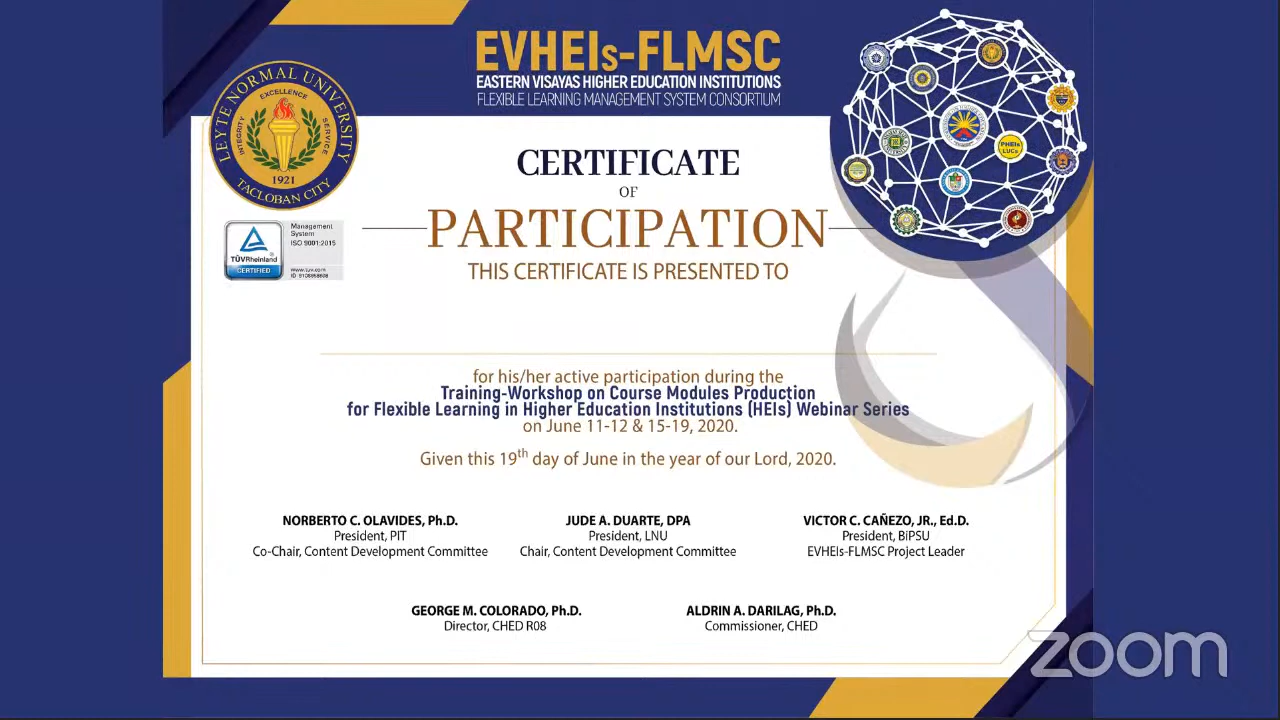 EVHEIs-FLMSC
EASTERN VISAYAS HIGHER EDUCATION INSTITUTIONS
FLEXIBLE LEARNING MANAGEMENT SYSTEM CONSORTIUM
LEYTE NORMAL UNIVERSITY
EXCELLENCE
INTEGRITY
SERVICE
1921
TACLOBAN CITY
PHEIs
LUCs
Management
System
ISO 9001:2015
TÜVRheinland
CERTIFIED
www.tuv.com
CERTIFICATE
OF
PARTICIPATION
THIS CERTIFICATE IS PRESENTED TO
for his/her active participation during the
Training-Workshop on Course Modules Production
for Flexible Learning in Higher Education Institutions (HEIs) Webinar Series
on June 11-12 & 15-19, 2020.
Given this 19th day of June in the year of our Lord, 2020.
NORBERTO C. OLAVIDES, Ph.D.
President, PIT
Co-Chair, Content Development Committee
JUDE A. DUARTE, DPA
President, LNU
Chair, Content Development Committee
VICTOR C. CAÑEZO, JR., Ed.D.
President, BiPSU
EVHEIs-FLMSC Project Leader
GEORGE M. COLORADO, Ph.D.
Director, CHED R08
ALDRIN A. DARILAG, Ph.D.
Commissioner, CHED
zoom